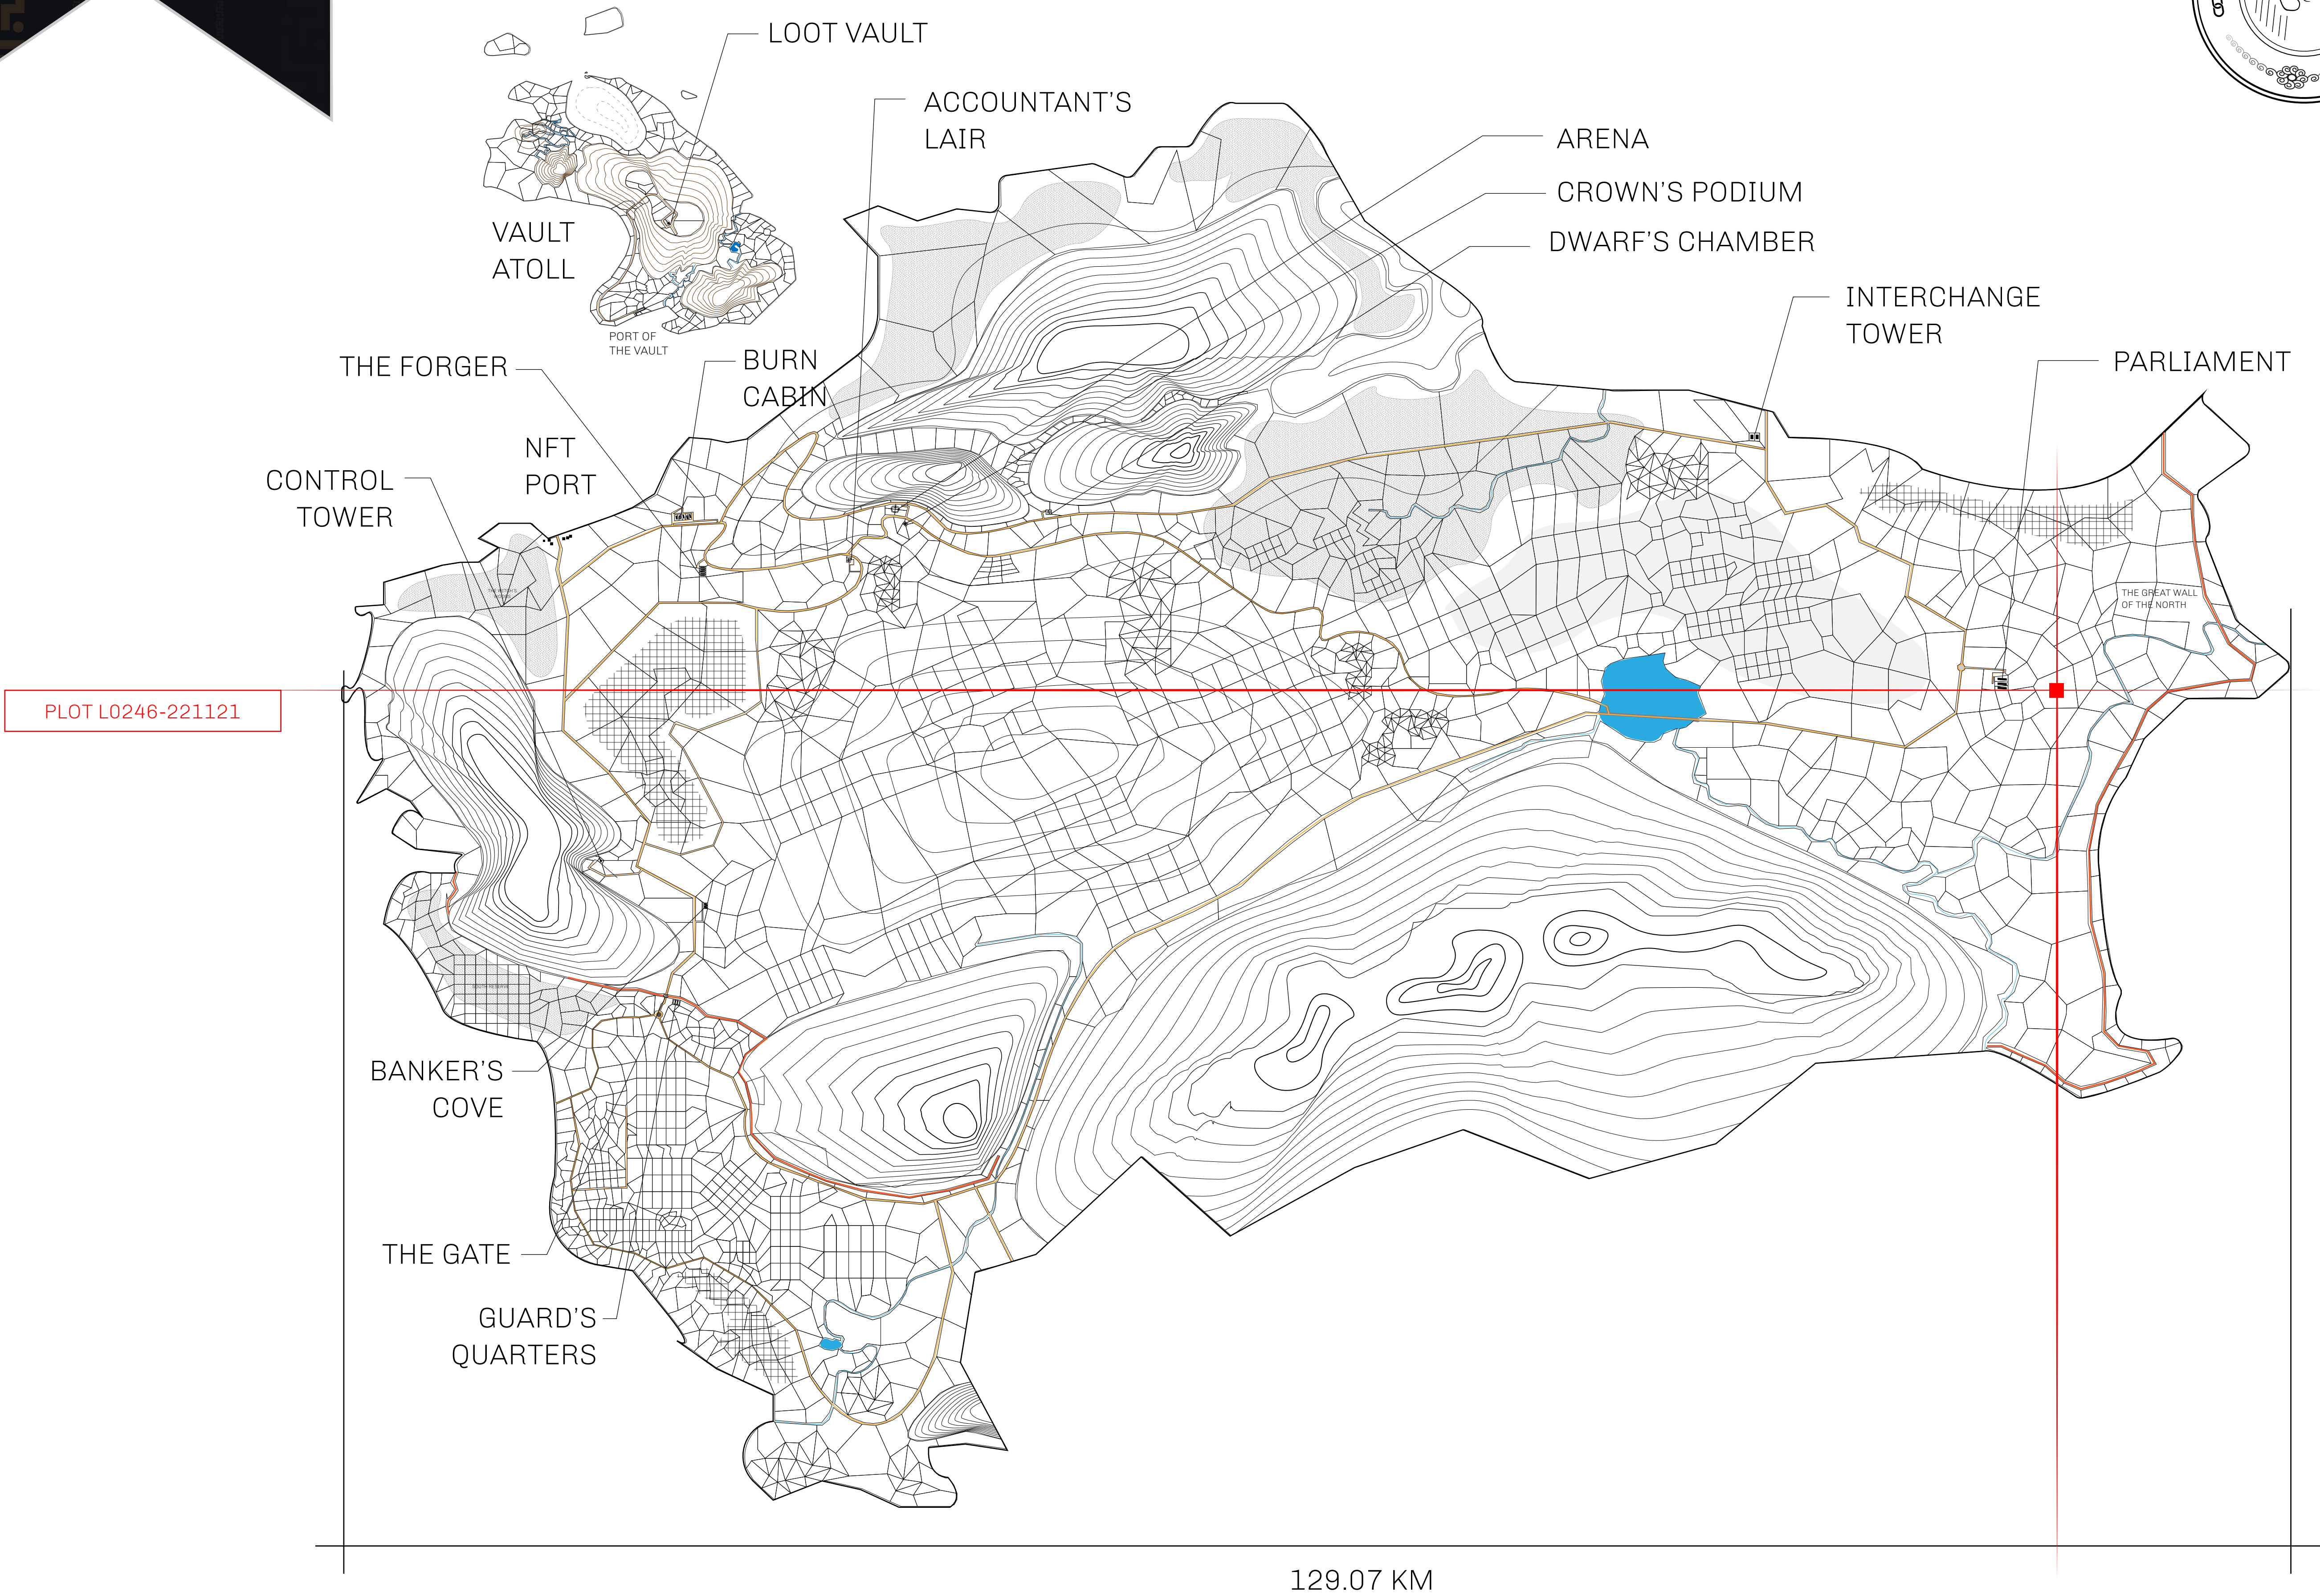 LOOT VAULT
ACCOUNTANT'S
LAIR
ARENA
CROWN'S PODIUM
DWARF'S CHAMBER
VAULT
ATOLL
INTERCHANGE
TOWER
PORT OF
THE VAULT
THE FORGER
BURN
CABIN
PARLIAMENT
NFT
PORT
CONTROL
TOWER
THE GREAT WALL
OF THE NORTH
PLOT L0246-221121
SOUTH RESERVE
BANKER'S
COVE
THE GATE
GUARD'S
QUARTERS
129.07 KM